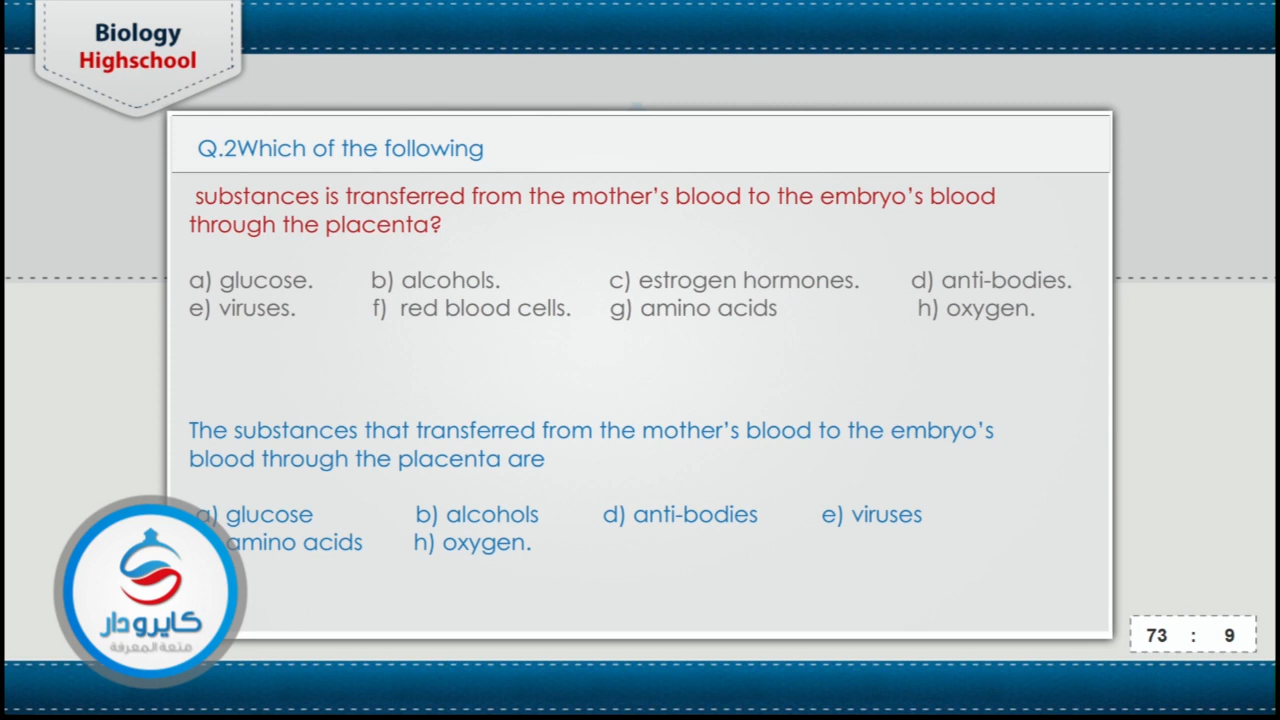 Biology
Highschool
Q.2Which of the following
substances is transferred from the mother's blood to the embryo's blood
through the placenta?
a) glucose. b) alcohols. c) estrogen hormones. d) anti-bodies.
e) viruses. f) red blood cells. g) amino acids h) oxygen.
The substances that transferred from the mother's blood to the embryo's
blood through the placenta are
a) glucose b) alcohols d) anti-bodies e) viruses
amino acids h) oxygen.
كايرودار
متعة المعرفة
73 : 9